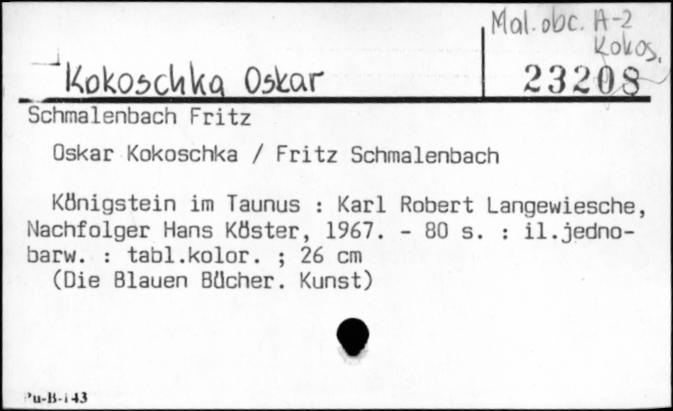 Mal. obc. A-2
Kokos.
Kokoschka Oskar
23208
Schmalenbach Fritz
Oskar Kokoschka / Fritz Schmalenbach
Königstein im Taunus : Karl Robert Langewiesche,
Nachfolger Hans Köster, 1967. - 80 s. : il.jedno-
barw. : tabl.kolor. ; 26 cm
(Die Blauen Bücher. Kunst)
Pu-B-143